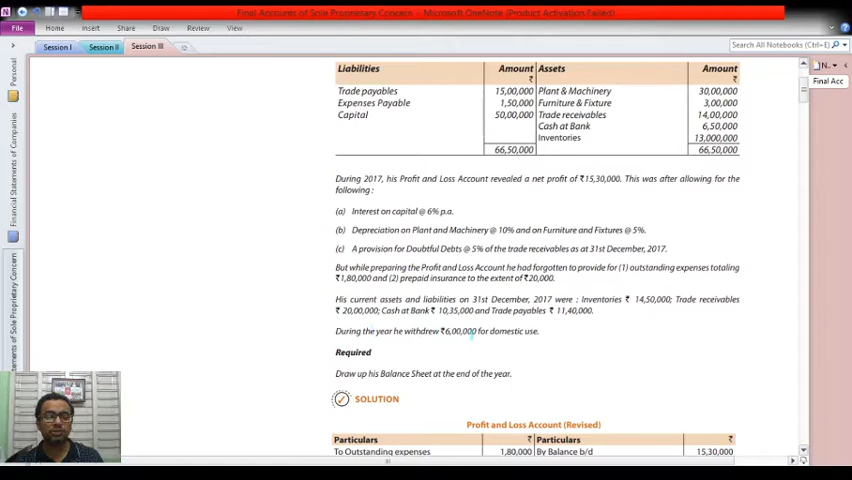 Final Accounts of Sole Proprietary Concern - Microsoft OneNote (Product Activation Failed)
File Home Insert Share Draw Review View
Session I Session II Session III Search All Notebooks (Ctrl+E)
Personal
Financial Statements of Companies
Final Acc
Liabilities Amount ₹ Assets Amount ₹
Trade payables 15,00,000 Plant & Machinery 30,00,000
Expenses Payable 1,50,000 Furniture & Fixture 3,00,000
Capital 50,00,000 Trade receivables 14,00,000
Cash at Bank 6,50,000
Inventories 13,000,000
66,50,000 66,50,000
During 2017, his Profit and Loss Account revealed a net profit of ₹15,30,000. This was after allowing for the
following :
(a) Interest on capital @ 6% p.a.
(b) Depreciation on Plant and Machinery @ 10% and on Furniture and Fixtures @ 5%.
(c) A provision for Doubtful Debts @ 5% of the trade receivables as at 31st December, 2017.
But while preparing the Profit and Loss Account he had forgotten to provide for (1) outstanding expenses totaling
₹1,80,000 and (2) prepaid insurance to the extent of ₹20,000.
His current assets and liabilities on 31st December, 2017 were : Inventories ₹ 14,50,000; Trade receivables
₹ 20,00,000; Cash at Bank ₹ 10,35,000 and Trade payables ₹ 11,40,000.
During the year he withdrew ₹6,00,000 for domestic use.
Required
Draw up his Balance Sheet at the end of the year.
SOLUTION
Profit and Loss Account (Revised)
Particulars ₹ Particulars ₹
To Outstanding expenses 1,80,000 By Balance b/d 15,30,000